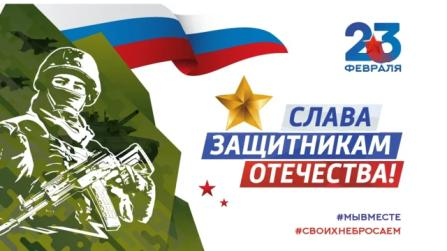 23
ФЕВРАЛЯ
СЛАВА
ЗАЩИТНИКАМ
ОТЕЧЕСТВА!
#МЫВМЕСТЕ
#СВОИХНЕБРОСАЕМ